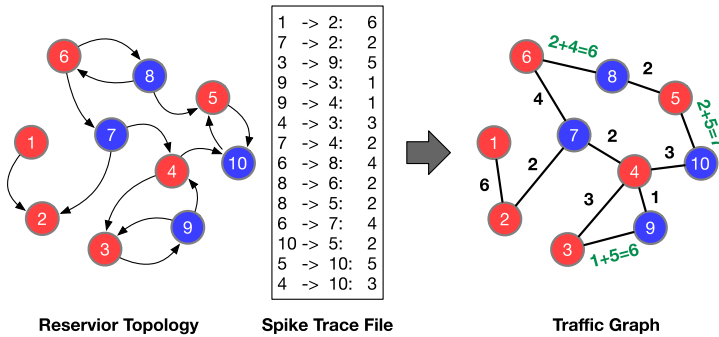 6
8
5
1
7
10
4
2
9
3
Reservior Topology
1 -> 2: 6
7 -> 2: 2
3 -> 9: 5
9 -> 3: 1
9 -> 4: 1
4 -> 3: 3
7 -> 4: 2
6 -> 8: 4
8 -> 6: 2
8 -> 5: 2
6 -> 7: 4
10 -> 5: 2
5 -> 10: 5
4 -> 10: 3
Spike Trace File
2+4=6
6
2
8
5
4
2+5=7
1
7
2
3
10
6
2
4
3
1
2
9
3
1+5=6
Traffic Graph